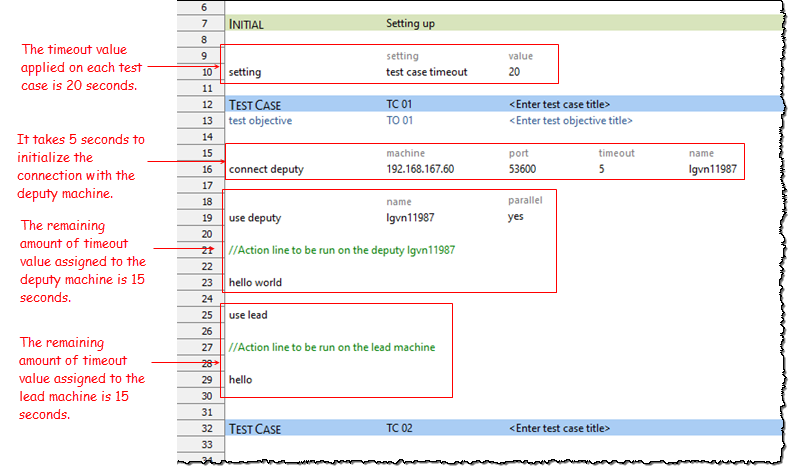 6
7 INITIAL Setting up
8
The timeout value
applied on each test
case is 20 seconds.
9 setting value
10 setting test case timeout 20
11
12 TEST CASE TC 01 <Enter test case title>
13 test objective TO 01 <Enter test objective title>
14
It takes 5 seconds to
initialize the
connection with the
deputy machine.
15 machine port timeout name
16 connect deputy 192.168.167.60 53600 5 lgvn11987
17
18 name parallel
19 use deputy lgvn11987 yes
20
The remaining
amount of timeout
value assigned to the
deputy machine is 15
seconds.
21 //Action line to be run on the deputy lgvn11987
22
23 hello world
24
25 use lead
26
The remaining
amount of timeout
value assigned to the
lead machine is 15
seconds.
27 //Action line to be run on the lead machine
28
29 hello
30
31
32 TEST CASE TC 02 <Enter test case title>
33
34